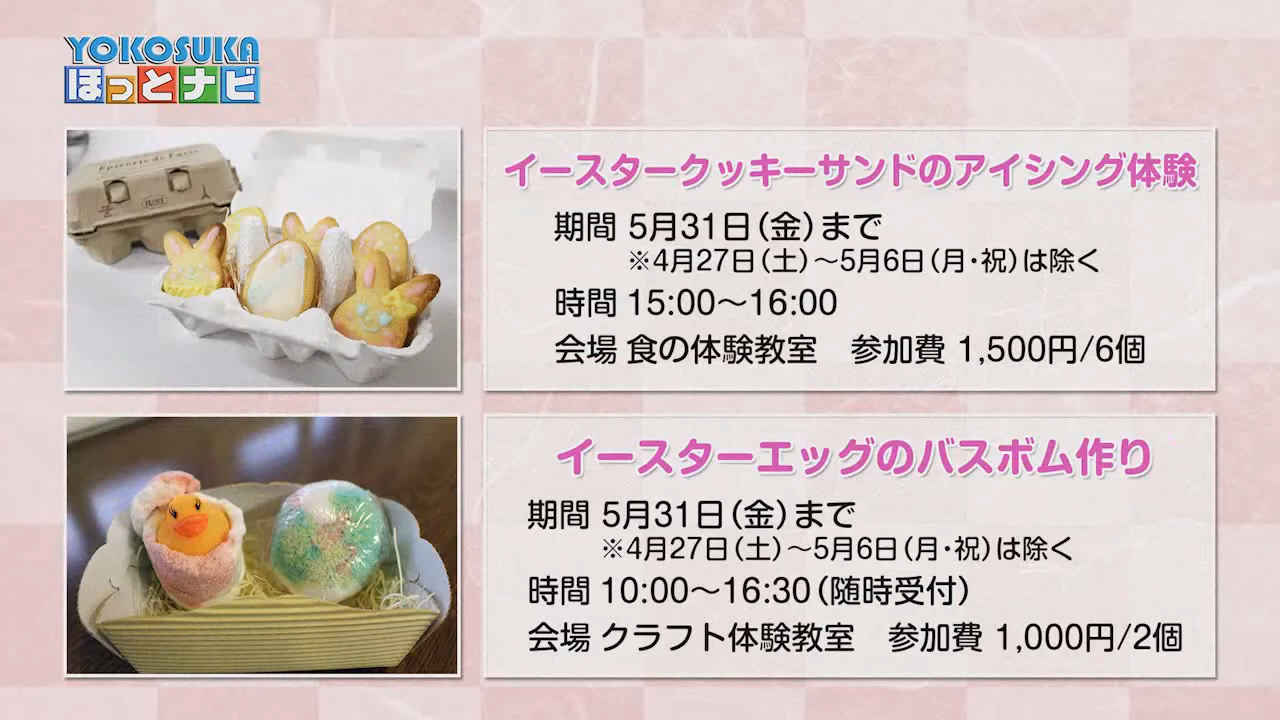 YOKOSUKA
ほっとナビ
Epicerie de Paris
イースタークッキーサンドのアイシング体験
期間 5月31日(金)まで
※4月27日(土)~5月6日(月・祝)は除く
時間 15:00~16:00
会場 食の体験教室 参加費 1,500円/6個
イースターエッグのバスボム作り
期間 5月31日(金)まで
※4月27日(土)~5月6日(月・祝)は除く
時間 10:00~16:30(随時受付)
会場 クラフト体験教室 参加費 1,000円/2個